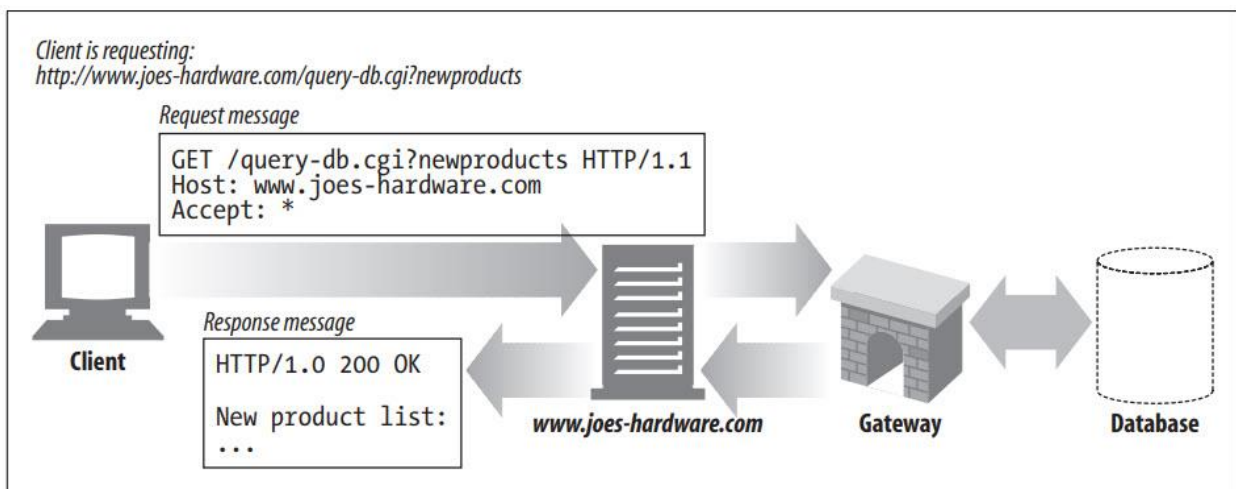 Client is requesting:
http://www.joes-hardware.com/query-db.cgi?newproducts
Request message
GET /query-db.cgi?newproducts HTTP/1.1
Host: www.joes-hardware.com
Accept: *
Response message
HTTP/1.0 200 OK
New product list:
...
Client
www.joes-hardware.com
Gateway
Database